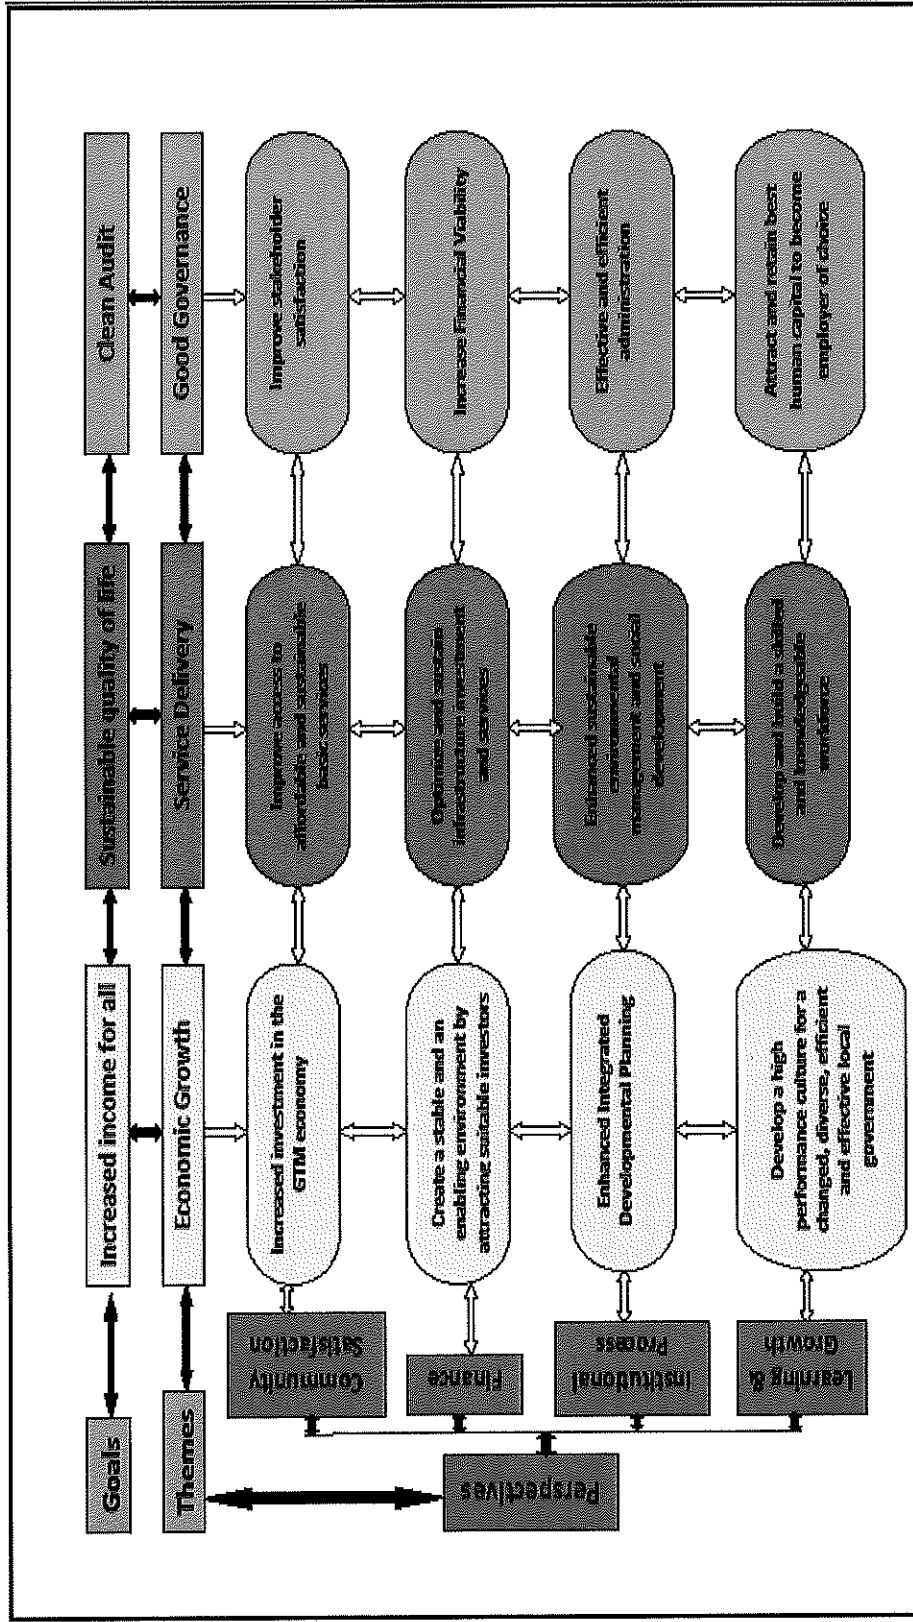 Goals
Increased income for all
Sustainable quality of life
Clean Audit
Themes
Economic Growth
Service Delivery
Good Governance
Perspectives
Community
Satisfaction
Increased investment in the
GTM economy
Improve access to
affordable and sustainable
basic services
Improve stakeholder
satisfaction
Finance
Create a stable and an
enabling environment by
attracting suitable investors
Optimize and sustain
infrastructure investment
and services
Increase Financial Viability
Institutional
Process
Enhanced Integrated
Developmental Planning
Enhanced sustainable
environmental
management and social
development
Effective and efficient
administration
Learning &
Growth
Develop a high
performance culture for a
changed, diverse, efficient
and effective local
government
Develop and build a skilled
and knowledgeable
workforce
Attract and retain best
human capital to become
employer of choice